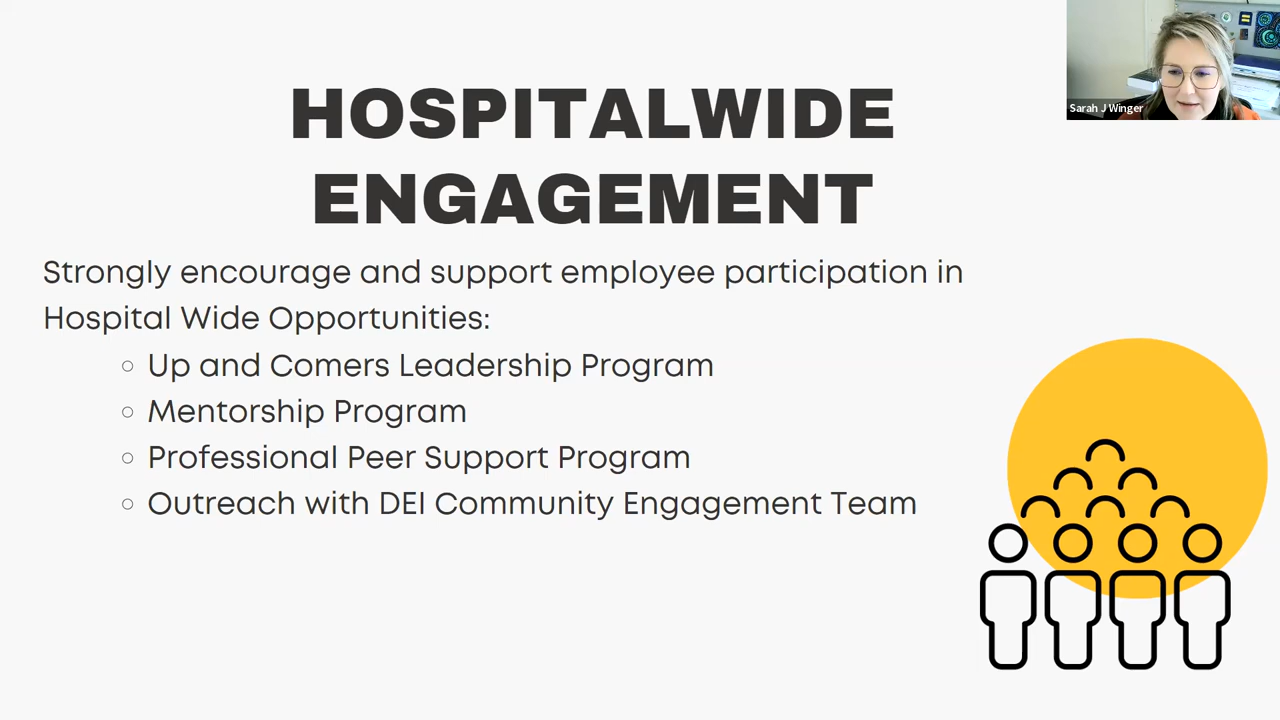 HOSPITALWIDE
ENGAGEMENT
Sarah J Winger
Strongly encourage and support employee participation in
Hospital Wide Opportunities:
Up and Comers Leadership Program
Mentorship Program
Professional Peer Support Program
Outreach with DEI Community Engagement Team